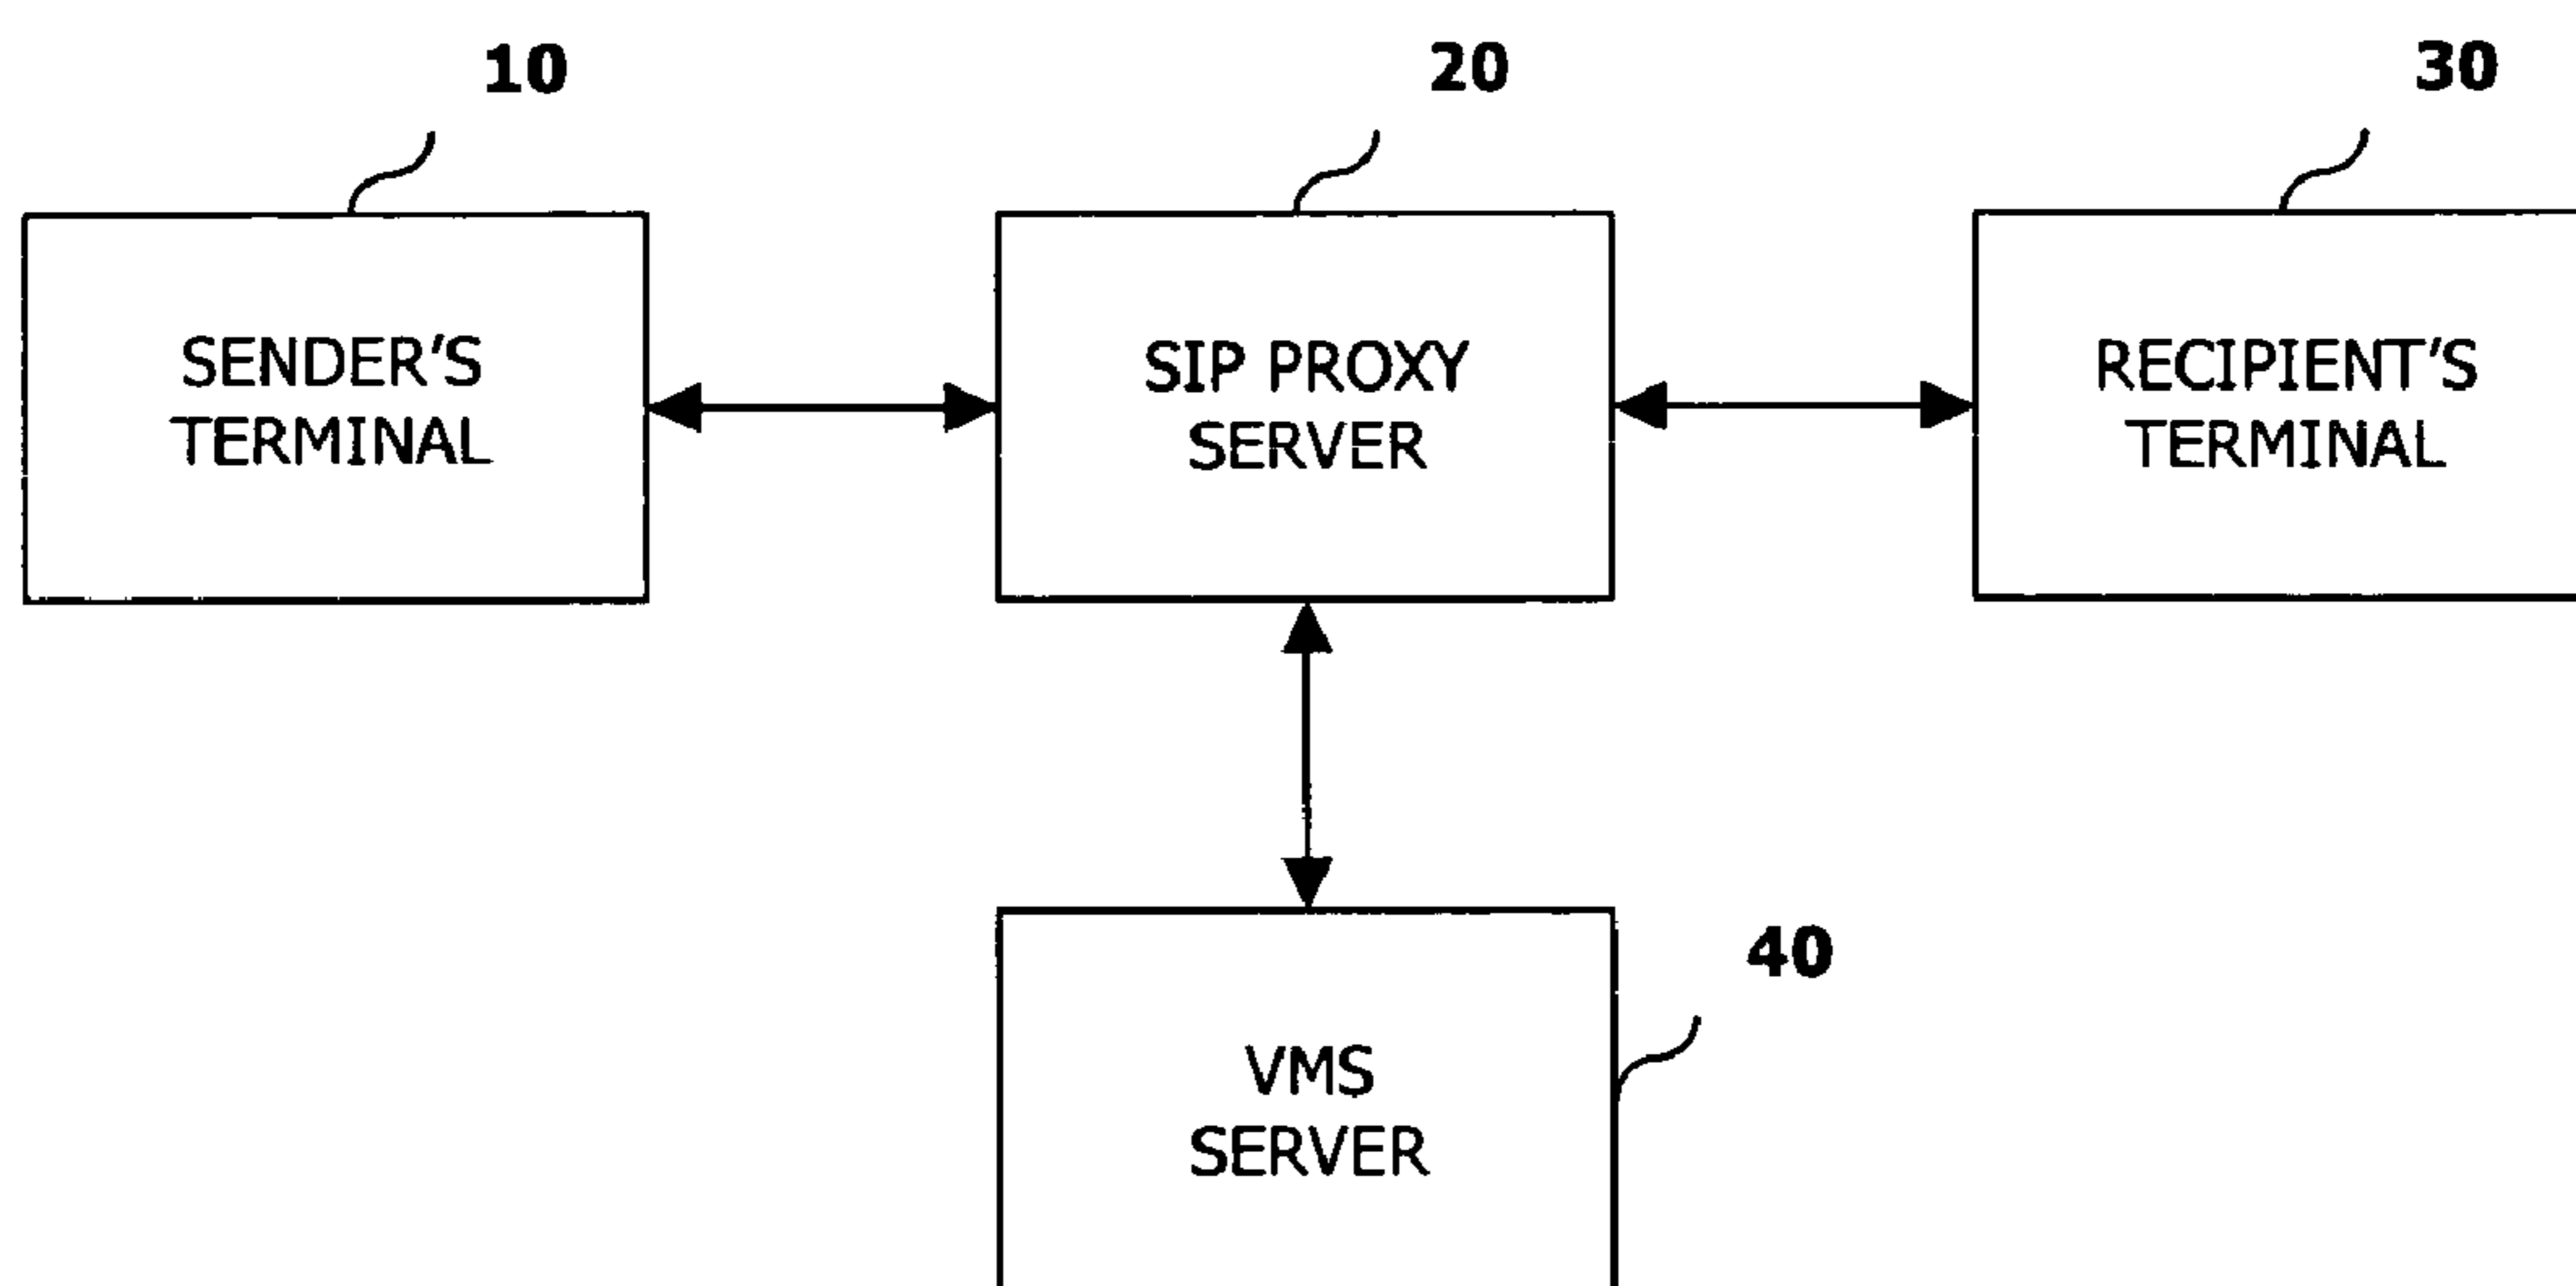 10
20
30
SENDER'S
TERMINAL
SIP PROXY
SERVER
RECIPIENT'S
TERMINAL
40
VMS
SERVER